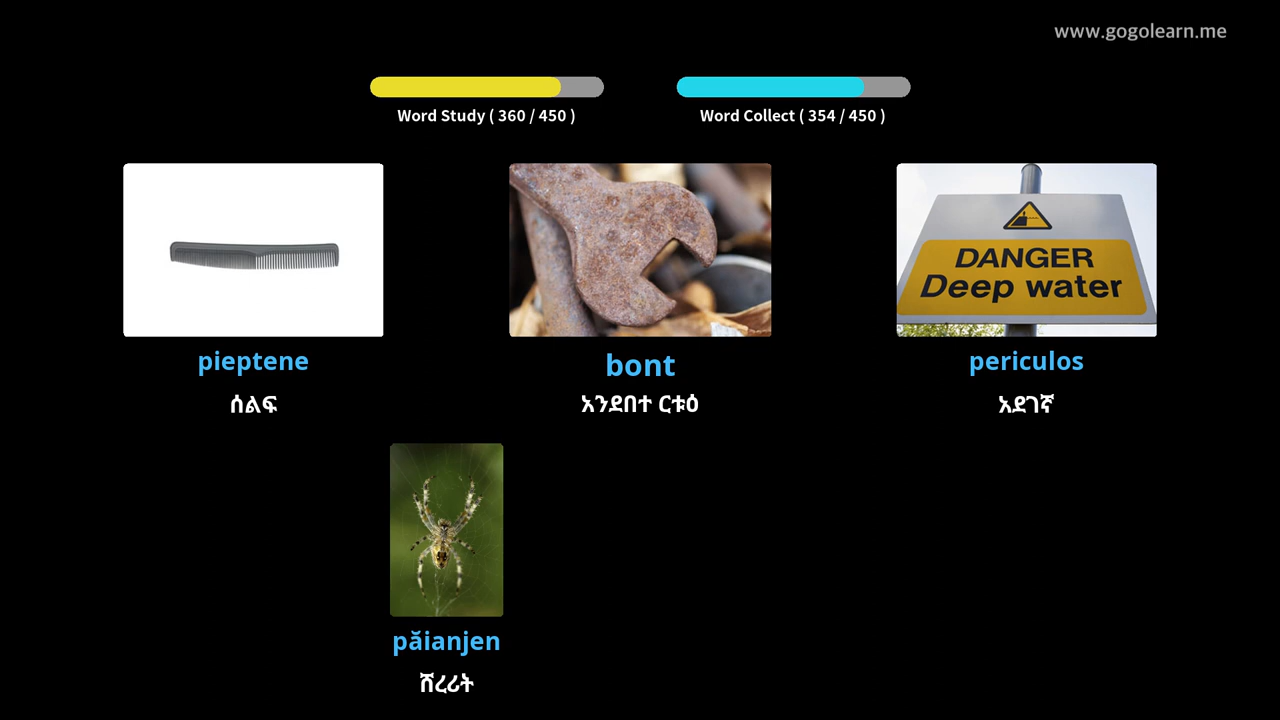 www.gogolearn.me
Word Study ( 360 / 450 )
Word Collect ( 354 / 450 )
DANGER
Deep water
pieptene
bont
periculos
ሰልፍ
አንደበተ ርቱዕ
አደገኛ
păianjen
ሸረሪት